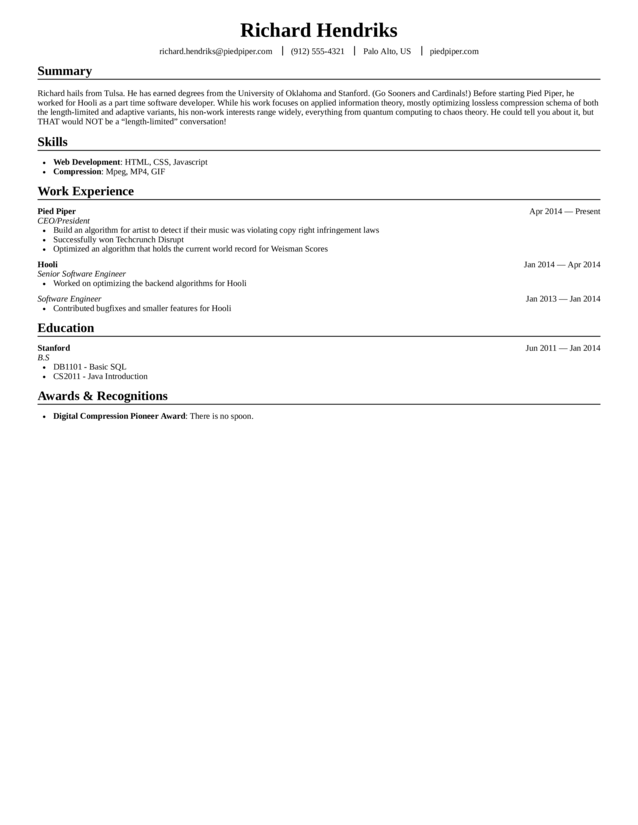 Richard Hendriks
richard.hendriks@piedpiper.com | (912) 555-4321 | Palo Alto, US | piedpiper.com
Summary
Richard hails from Tulsa. He has earned degrees from the University of Oklahoma and Stanford. (Go Sooners and Cardinals!) Before starting Pied Piper, he
worked for Hooli as a part time software developer. While his work focuses on applied information theory, mostly optimizing lossless compression schema of both
the length-limited and adaptive variants, his non-work interests range widely, everything from quantum computing to chaos theory. He could tell you about it, but
THAT would NOT be a “length-limited” conversation!
Skills
• Web Development: HTML, CSS, Javascript
• Compression: Mpeg, MP4, GIF
Work Experience
Pied Piper Apr 2014 — Present
CEO/President
• Build an algorithm for artist to detect if their music was violating copy right infringement laws
• Successfully won Techcrunch Disrupt
• Optimized an algorithm that holds the current world record for Weisman Scores
Hooli Jan 2014 — Apr 2014
Senior Software Engineer
• Worked on optimizing the backend algorithms for Hooli
Software Engineer Jan 2013 — Jan 2014
• Contributed bugfixes and smaller features for Hooli
Education
Stanford Jun 2011 — Jan 2014
B.S
• DB1101 - Basic SQL
• CS2011 - Java Introduction
Awards & Recognitions
• Digital Compression Pioneer Award: There is no spoon.